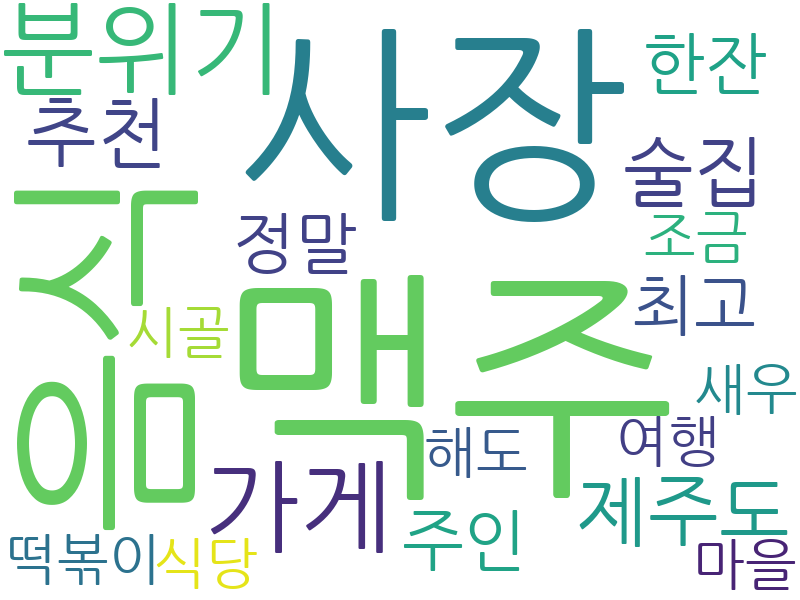 분위기
사장
한잔
추천
술집
음식
정말
조금
시골
맥주
최고
새우
해도
여행
가게
주인
제주도
떡볶이
식당
마을